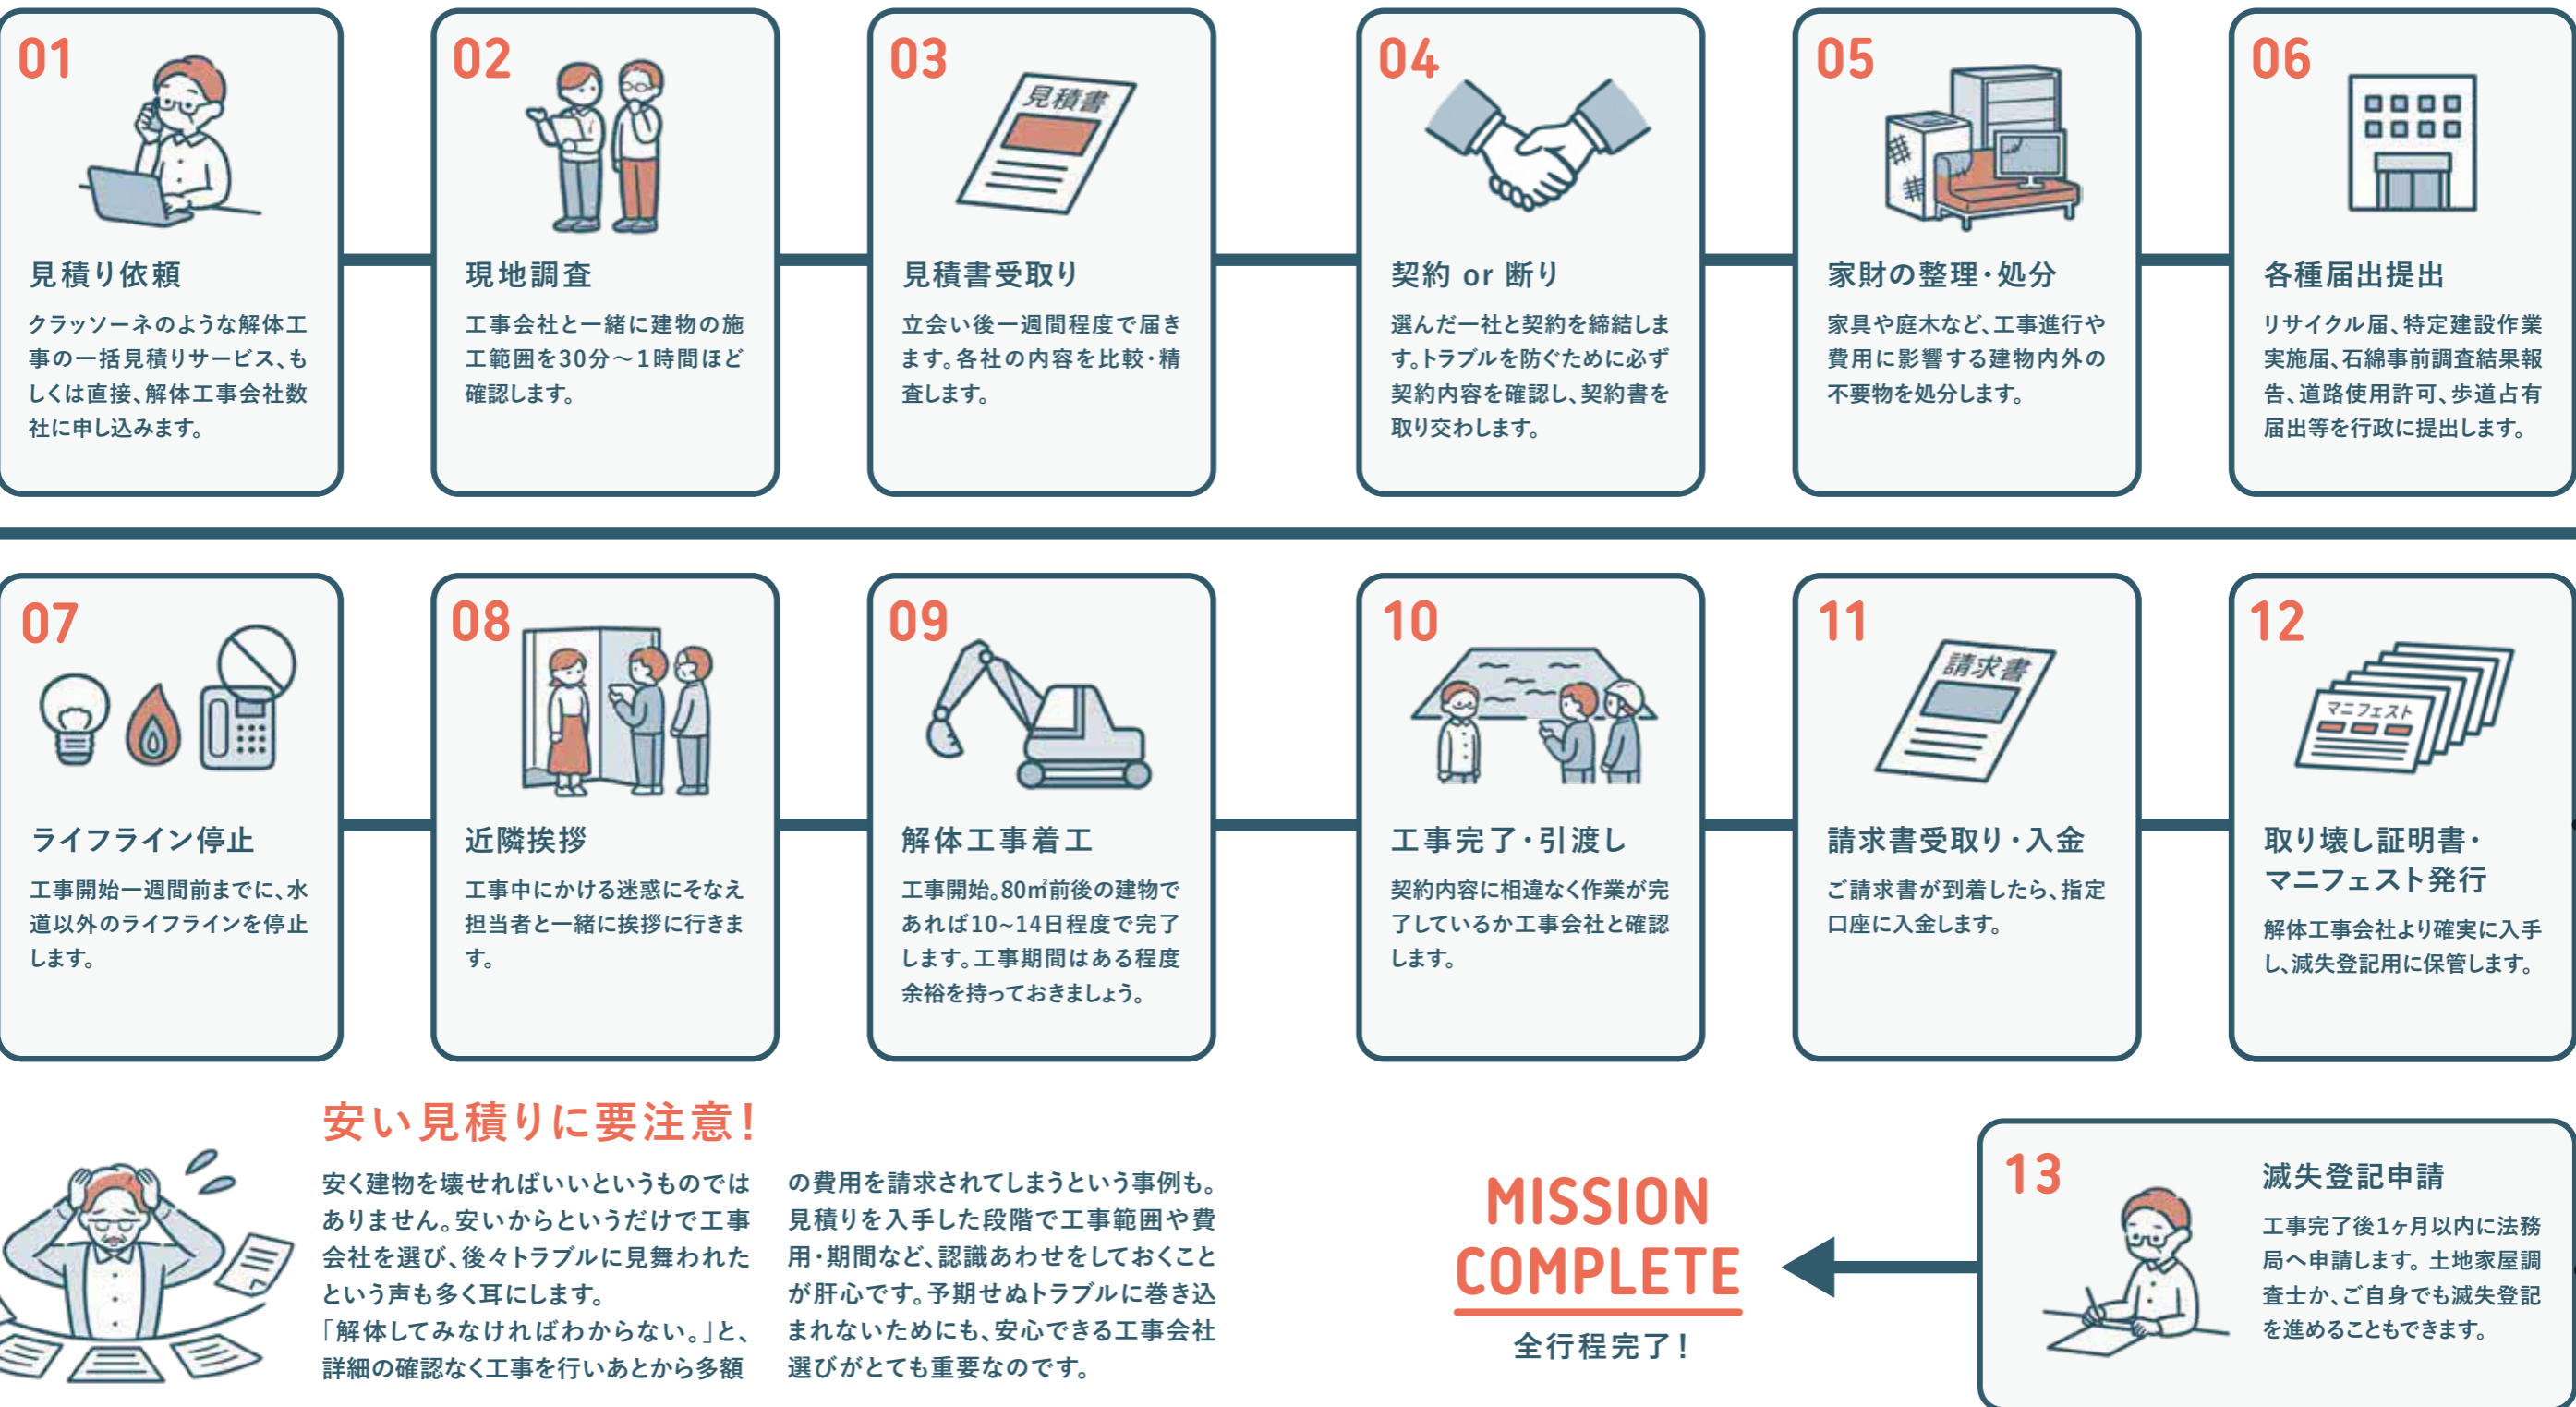 01
見積り依頼
クラッソーネのような解体工
事の一括見積りサービス、も
しくは直接、解体工事会社数
社に申し込みます。
02
現地調査
工事会社と一緒に建物の施
工範囲を30分〜1時間ほど
確認します。
03
見積書
見積書受取り
立会い後一週間程度で届き
ます。各社の内容を比較・精
査します。
04
契約 or 断り
選んだ一社と契約を締結しま
す。トラブルを防ぐために必ず
契約内容を確認し、契約書を
取り交わします。
05
家財の整理・処分
家具や庭木など、工事進行や
費用に影響する建物内外の
不要物を処分します。
06
各種届出提出
リサイクル届、特定建設作業
実施届、石綿事前調査結果報
告、道路使用許可、歩道占有
届出等を行政に提出します。
07
ライフライン停止
工事開始一週間前までに、水
道以外のライフラインを停止
します。
08
近隣挨拶
工事中にかける迷惑にそなえ
担当者と一緒に挨拶に行きま
す。
09
解体工事着工
工事開始。80㎡前後の建物で
あれば10~14日程度で完了
します。工事期間はある程度
余裕を持っておきましょう。
10
工事完了・引渡し
契約内容に相違なく作業が完
了しているか工事会社と確認
します。
11
請求書
請求書受取り・入金
ご請求書が到着したら、指定
口座に入金します。
12
マニフェスト
取り壊し証明書・
マニフェスト発行
解体工事会社より確実に入手
し、滅失登記用に保管します。
安い見積りに要注意！
安く建物を壊せればいいというものでは
ありません。安いからというだけで工事
会社を選び、後々トラブルに見舞われた
という声も多く耳にします。
「解体してみなければわからない。」と、
詳細の確認なく工事を行いあとから多額
の費用を請求されてしまうという事例も。
見積りを入手した段階で工事範囲や費
用・期間など、認識あわせをしておくこと
が肝心です。予期せぬトラブルに巻き込
まれないためにも、安心できる工事会社
選びがとても重要なのです。
13
滅失登記申請
工事完了後1ヶ月以内に法務
局へ申請します。土地家屋調
査士か、ご自身でも滅失登記
を進めることもできます。
MISSION
COMPLETE
全行程完了！